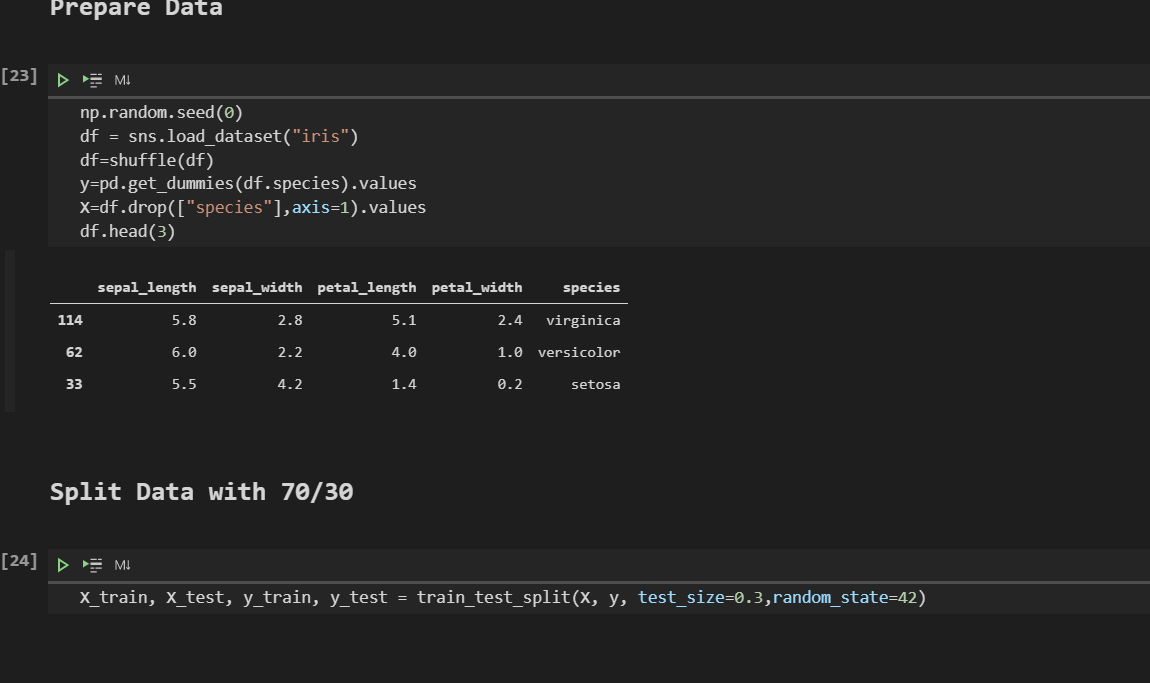 Prepare Data
[23]
M↓
np.random.seed(0)
df = sns.load_dataset("iris")
df=shuffle(df)
y=pd.get_dummies(df.species).values
X=df.drop(["species"],axis=1).values
df.head(3)
sepal_length sepal_width petal_length petal_width species
114 5.8 2.8 5.1 2.4 virginica
62 6.0 2.2 4.0 1.0 versicolor
33 5.5 4.2 1.4 0.2 setosa
Split Data with 70/30
[24]
M↓
X_train, X_test, y_train, y_test = train_test_split(X, y, test_size=0.3,random_state=42)